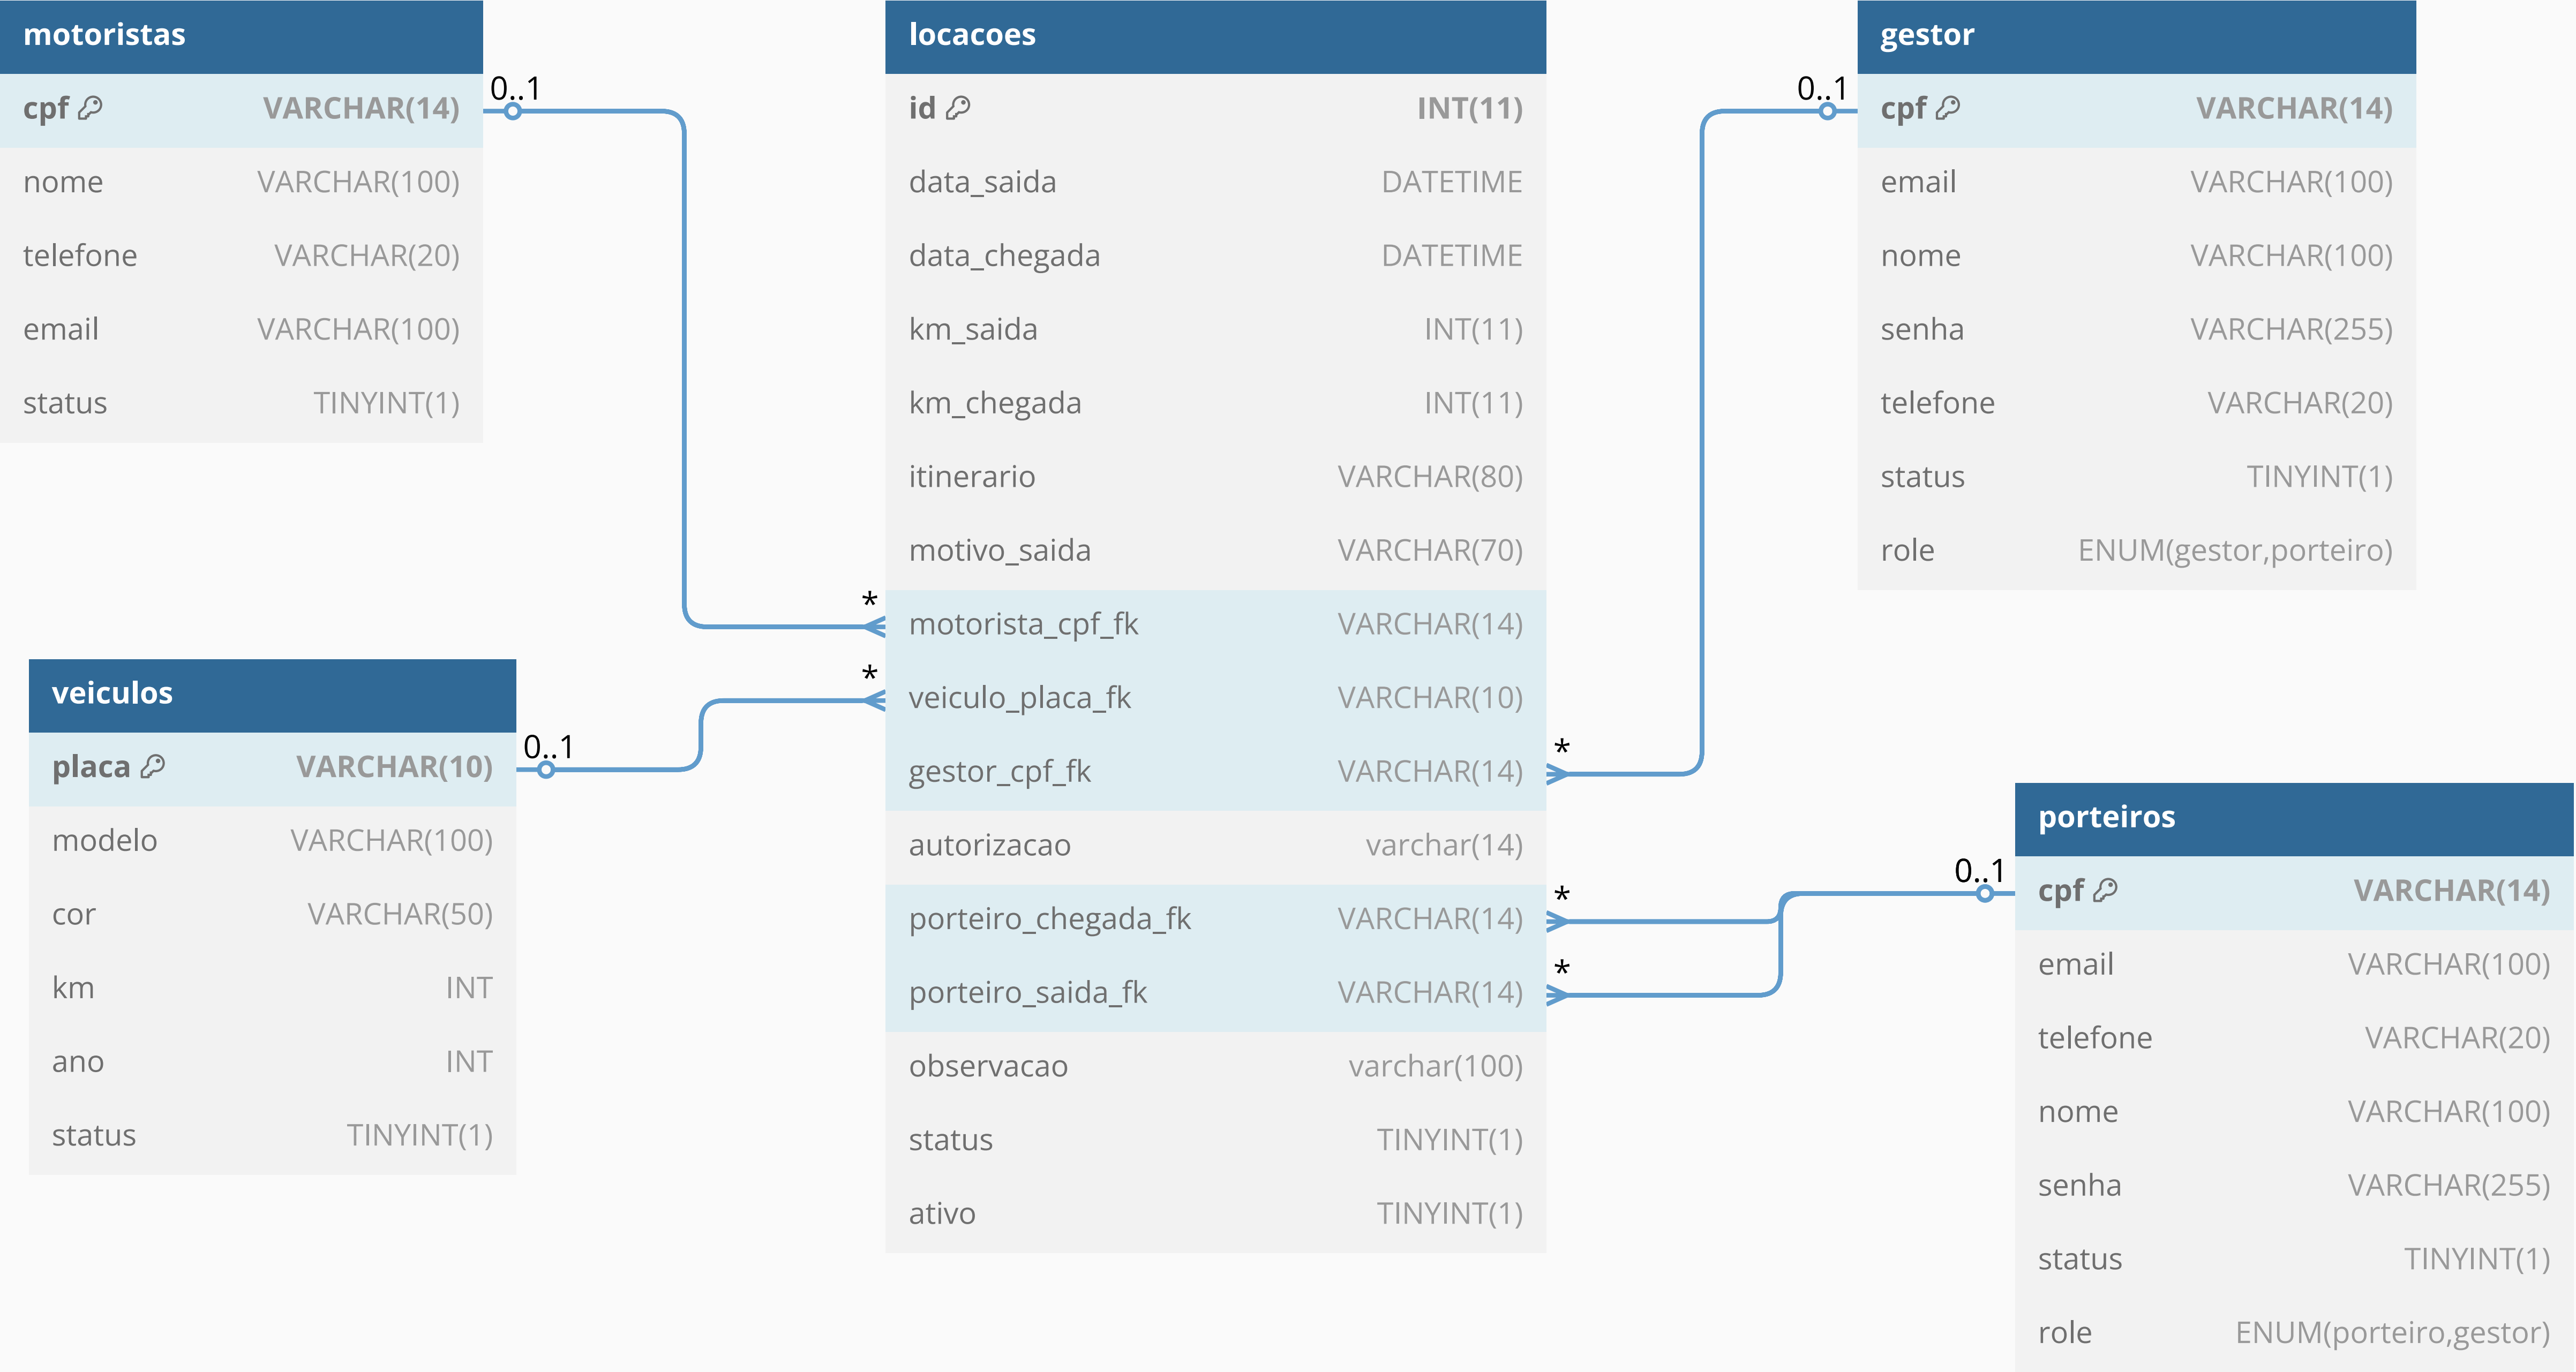 motoristas
cpf VARCHAR(14)
nome VARCHAR(100)
telefone VARCHAR(20)
email VARCHAR(100)
status TINYINT(1)
0..1
veiculos
placa VARCHAR(10)
modelo VARCHAR(100)
cor VARCHAR(50)
km INT
ano INT
status TINYINT(1)
0..1
locacoes
id INT(11)
data_saida DATETIME
data_chegada DATETIME
km_saida INT(11)
km_chegada INT(11)
itinerario VARCHAR(80)
motivo_saida VARCHAR(70)
* motorista_cpf_fk VARCHAR(14)
* veiculo_placa_fk VARCHAR(10)
gestor_cpf_fk VARCHAR(14) *
autorizacao varchar(14)
porteiro_chegada_fk VARCHAR(14) *
porteiro_saida_fk VARCHAR(14) *
observacao varchar(100)
status TINYINT(1)
ativo TINYINT(1)
gestor
0..1
cpf VARCHAR(14)
email VARCHAR(100)
nome VARCHAR(100)
senha VARCHAR(255)
telefone VARCHAR(20)
status TINYINT(1)
role ENUM(gestor,porteiro)
porteiros
0..1
cpf VARCHAR(14)
email VARCHAR(100)
telefone VARCHAR(20)
nome VARCHAR(100)
senha VARCHAR(255)
status TINYINT(1)
role ENUM(porteiro,gestor)